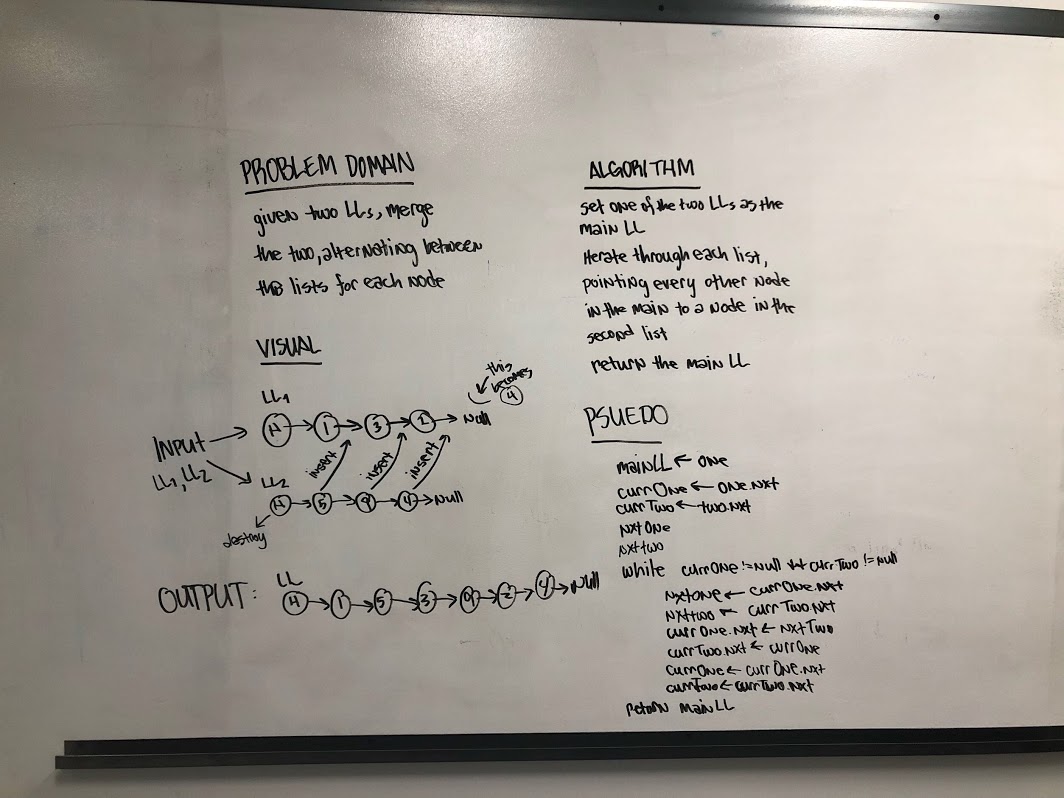 PROBLEM DOMAIN
given two LLs, merge
the two, alternating between
the lists for each node
VISUAL
this
becomes
4
LL1
H 1 3 2 Null
INPUT
LL1, LL2
insert insert insert
LL2
H 5 9 4 Null
destroy
OUTPUT:
LL
H 1 5 3 9 2 4 Null
ALGORITHM
set one of the two LLs as the
main LL
Iterate through each list,
pointing every other node
in the main to a node in the
second list
return the main LL
PSUEDO
mainLL ← one
currOne ← one.nxt
currTwo ← two.nxt
nxtOne
nxttwo
while currOne != Null && currTwo != Null
nxtone ← currOne.nxt
nxttwo ← currTwo.nxt
currOne.nxt ← nxtTwo
currTwo.nxt ← currOne
currOne ← currOne.nxt
currTwo ← currTwo.nxt
return mainLL